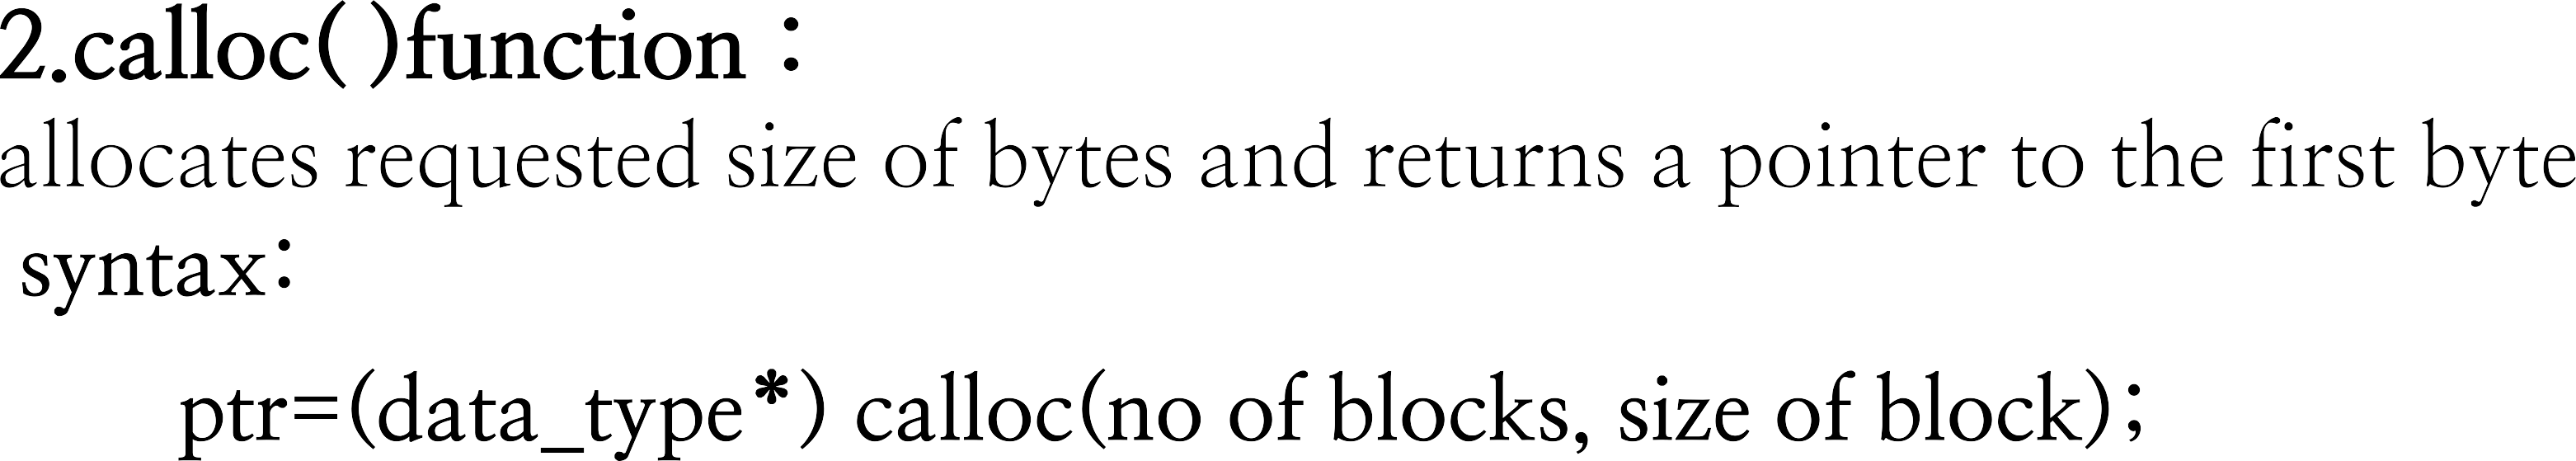 2.calloc( )function :
allocates requested size of bytes and returns a pointer to the first byte
syntax:
ptr=(data_type*) calloc(no of blocks, size of block);